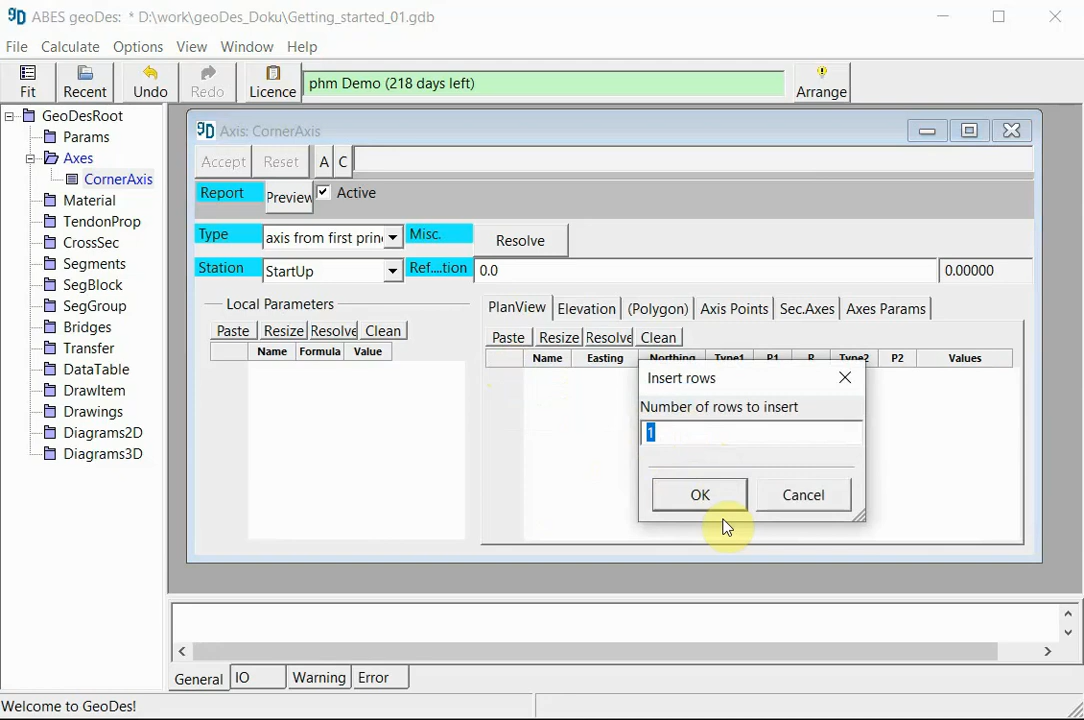 ABES geoDes: * D:\work\geoDes_Doku\Getting_started_01.gdb
File Calculate Options View Window Help
Fit Recent Undo Redo Licence phm Demo (218 days left) Arrange
GeoDesRoot
Params
Axes
CornerAxis
Material
TendonProp
CrossSec
Segments
SegBlock
SegGroup
Bridges
Transfer
DataTable
DrawItem
Drawings
Diagrams2D
Diagrams3D
Axis: CornerAxis
Accept Reset A C
Report Preview Active
Type axis from first prin Misc. Resolve
Station StartUp Ref....tion 0.0 0.00000
Local Parameters
Paste Resize Resolve Clean
Name Formula Value
PlanView Elevation (Polygon) Axis Points Sec.Axes Axes Params
Paste Resize Resolve Clean
Name Easting Northing Type1 P1 R Type2 P2 Values
Insert rows
Number of rows to insert
1
OK Cancel
General IO Warning Error
Welcome to GeoDes!